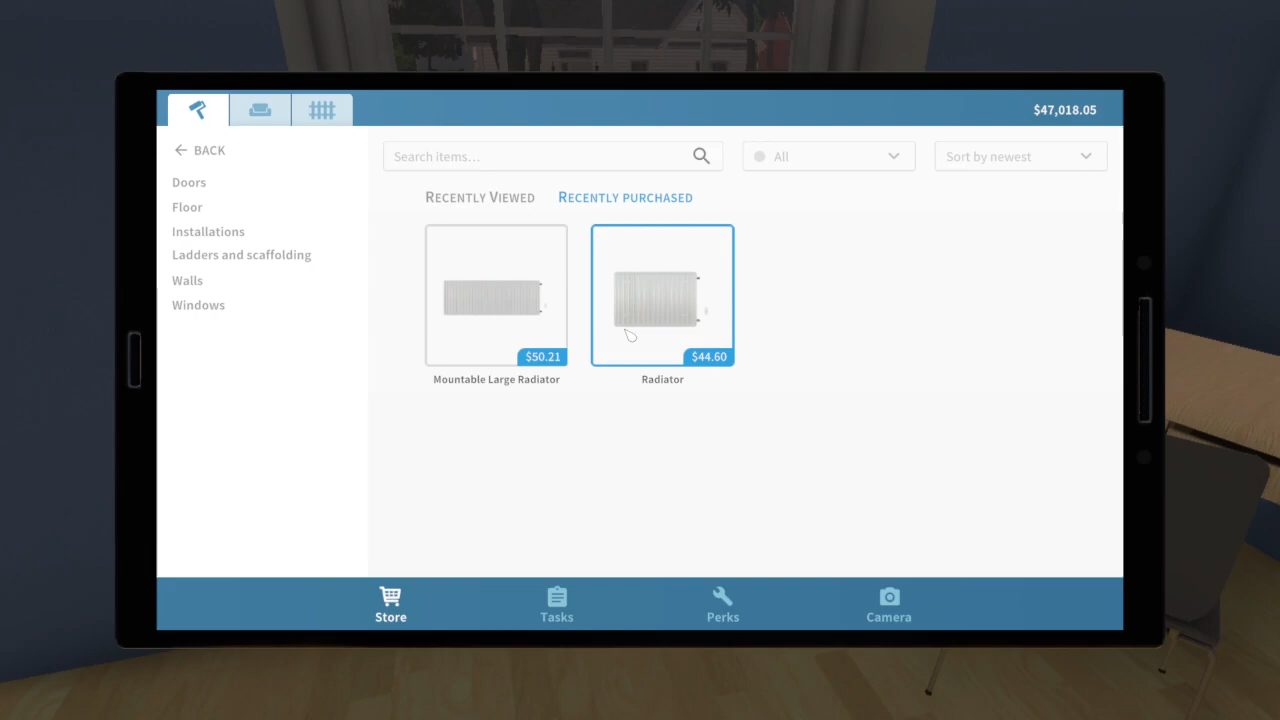 $47,018.05
BACK
Doors
Floor
Installations
Ladders and scaffolding
Walls
Windows
Search items...
All
Sort by newest
RECENTLY VIEWED
RECENTLY PURCHASED
$50.21
Mountable Large Radiator
$44.60
Radiator
Store
Tasks
Perks
Camera